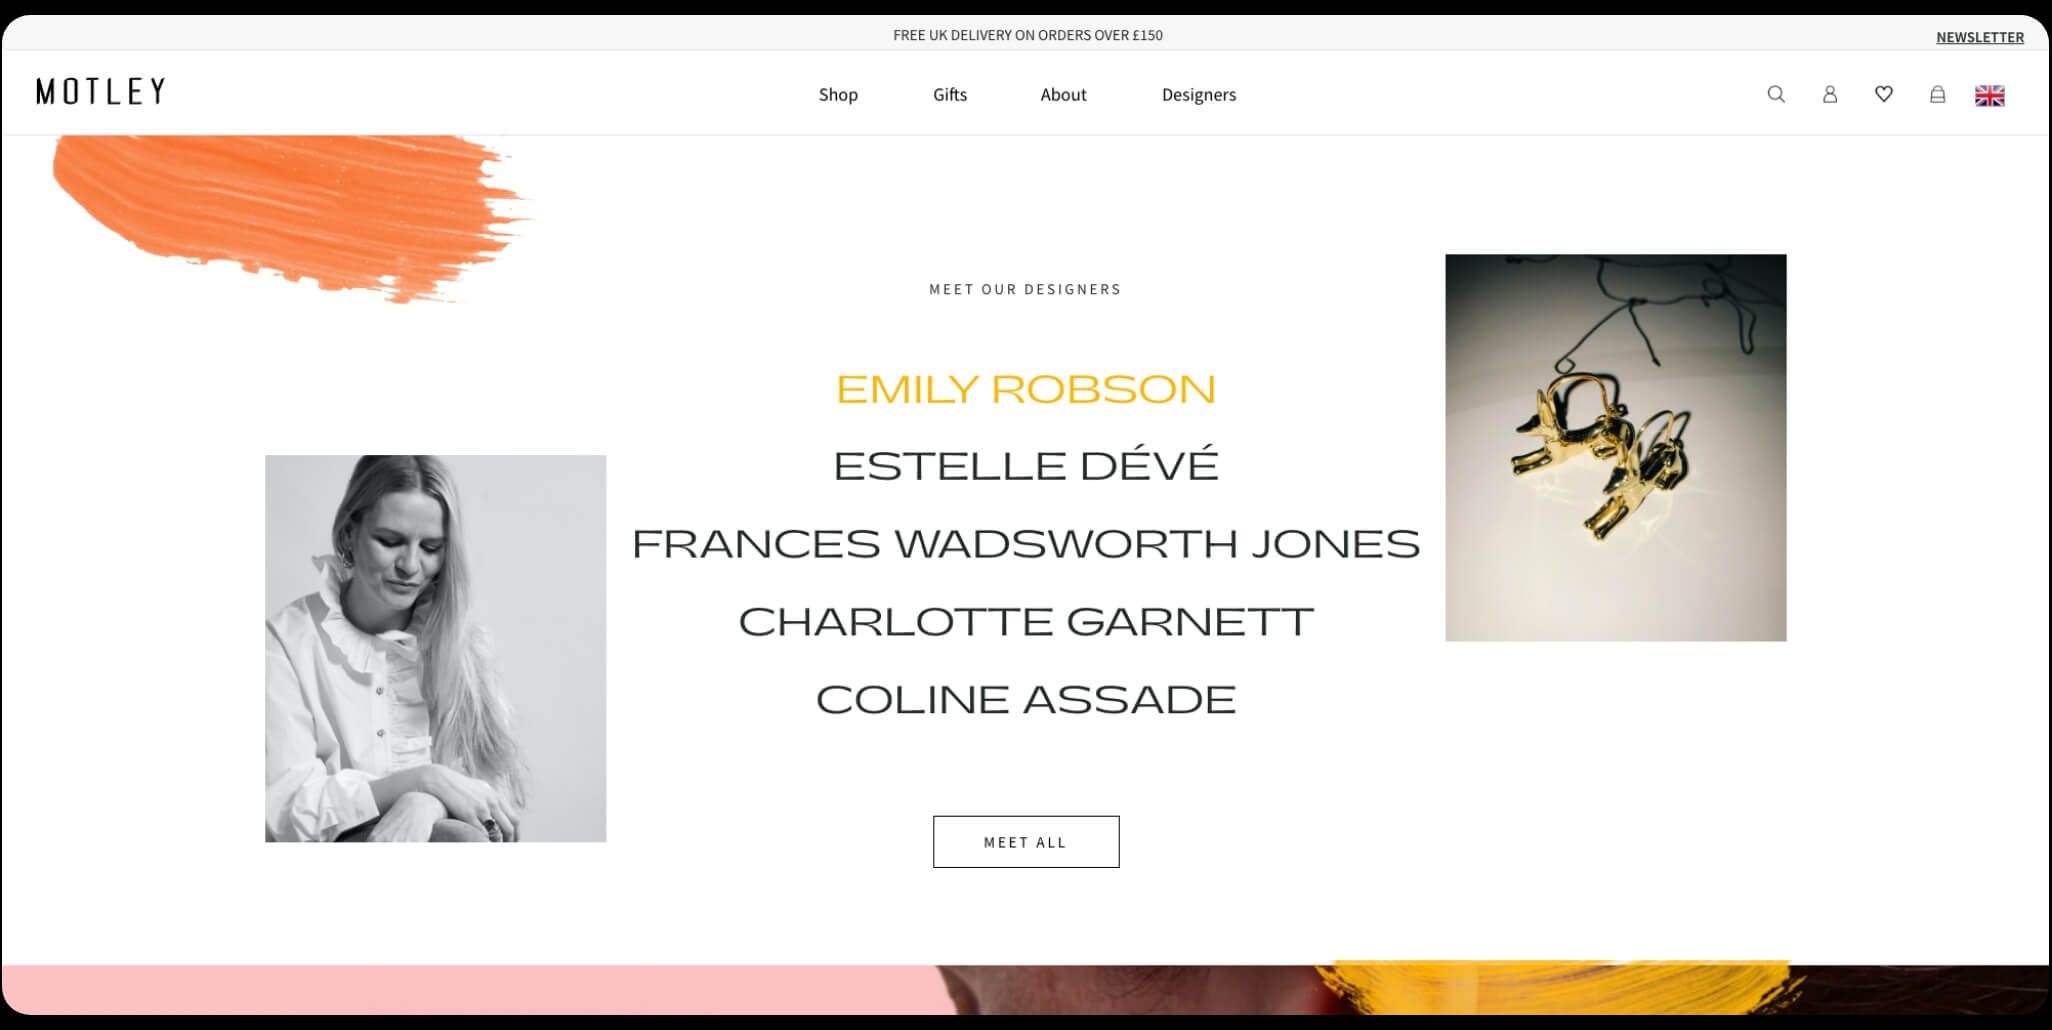 FREE UK DELIVERY ON ORDERS OVER £150
NEWSLETTER
MOTLEY
Shop
Gifts
About
Designers
MEET OUR DESIGNERS
EMILY ROBSON
ESTELLE DÉVÉ
FRANCES WADSWORTH JONES
CHARLOTTE GARNETT
COLINE ASSADE
MEET ALL